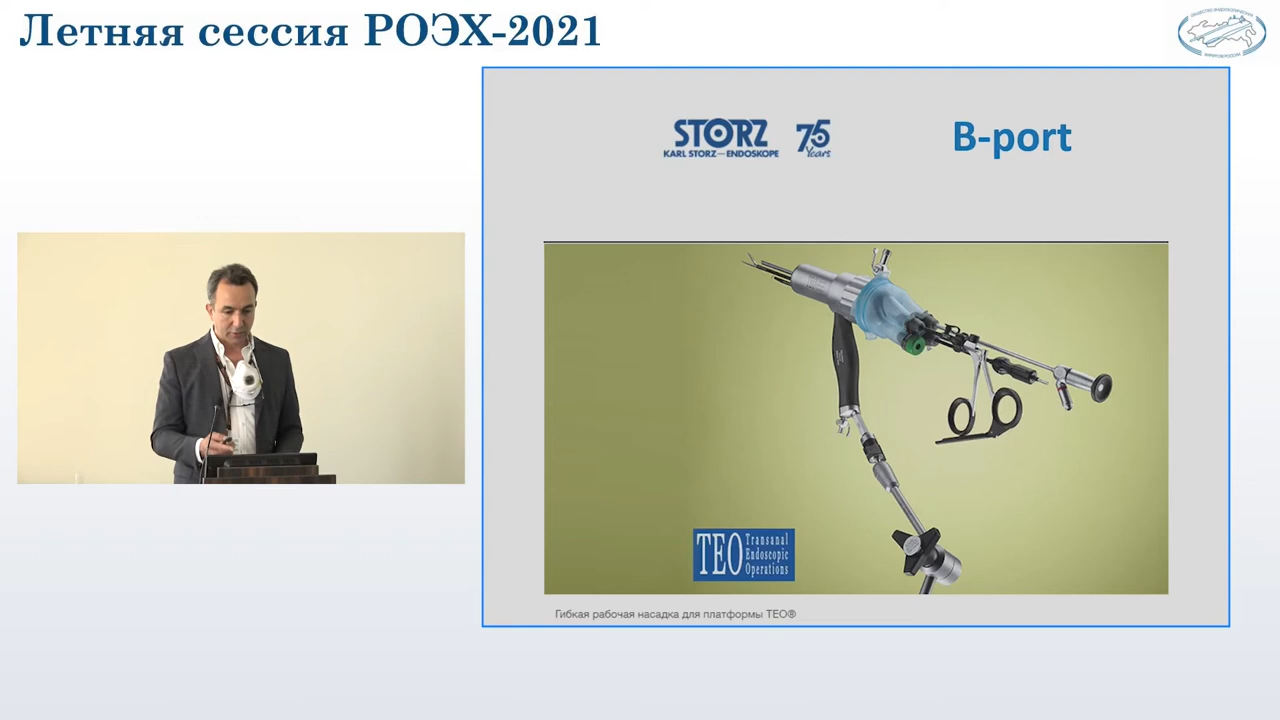 Летняя сессия РОЭХ-2021
STORZ
KARL STORZ—ENDOSKOPE
75
Years
B-port
TEO
Transanal
Endoscopic
Operations
Гибкая рабочая насадка для платформы TEO®